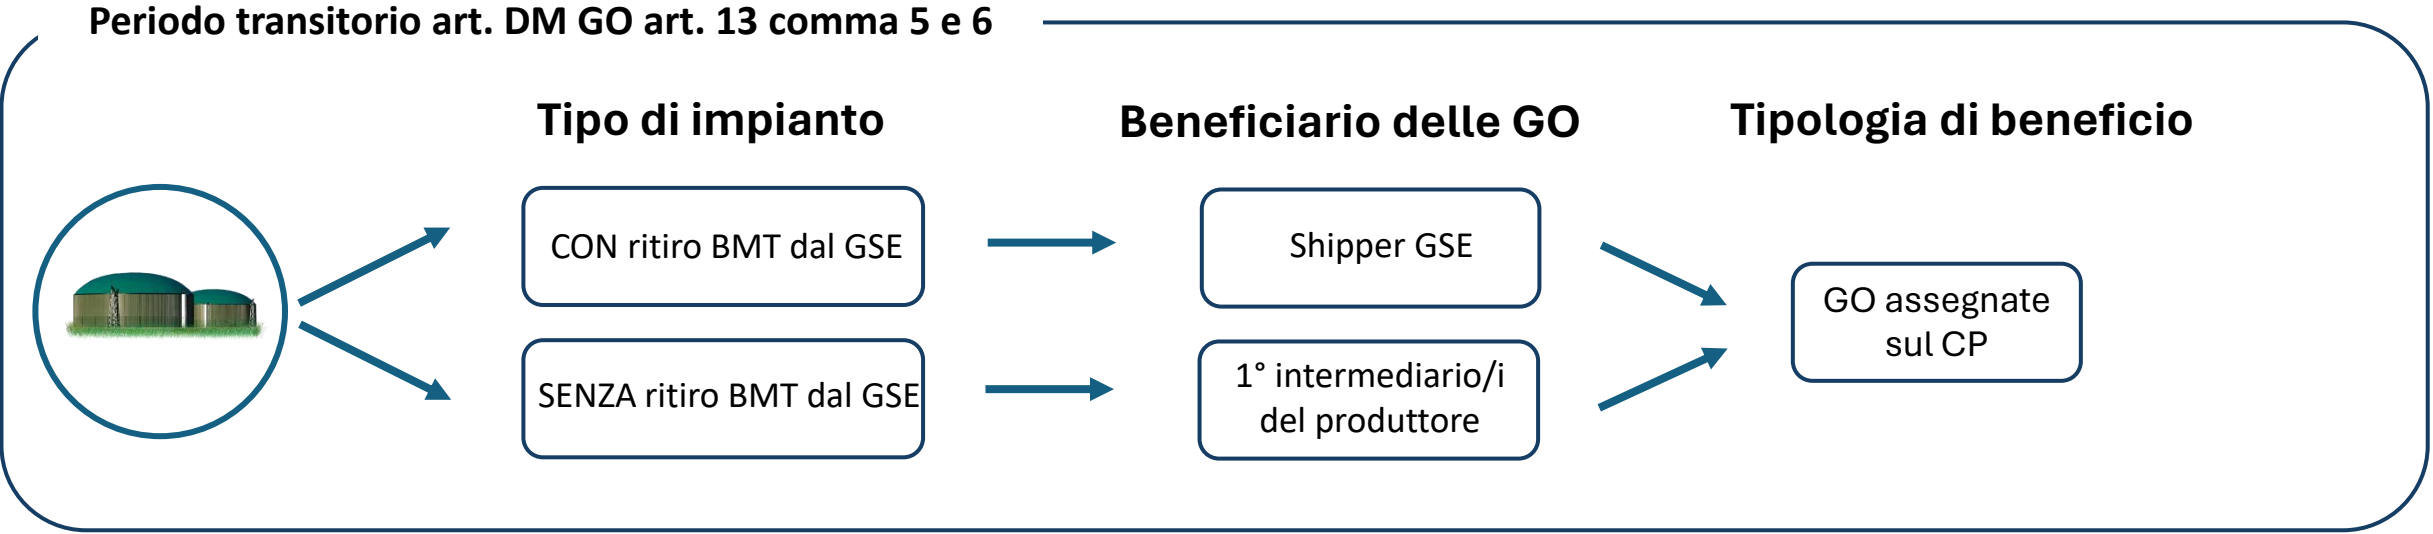 Periodo transitorio art. DM GO art. 13 comma 5 e 6
Tipo di impianto
Beneficiario delle GO
Tipologia di beneficio
CON ritiro BMT dal GSE
Shipper GSE
GO assegnate
sul CP
SENZA ritiro BMT dal GSE
1° intermediario/i
del produttore